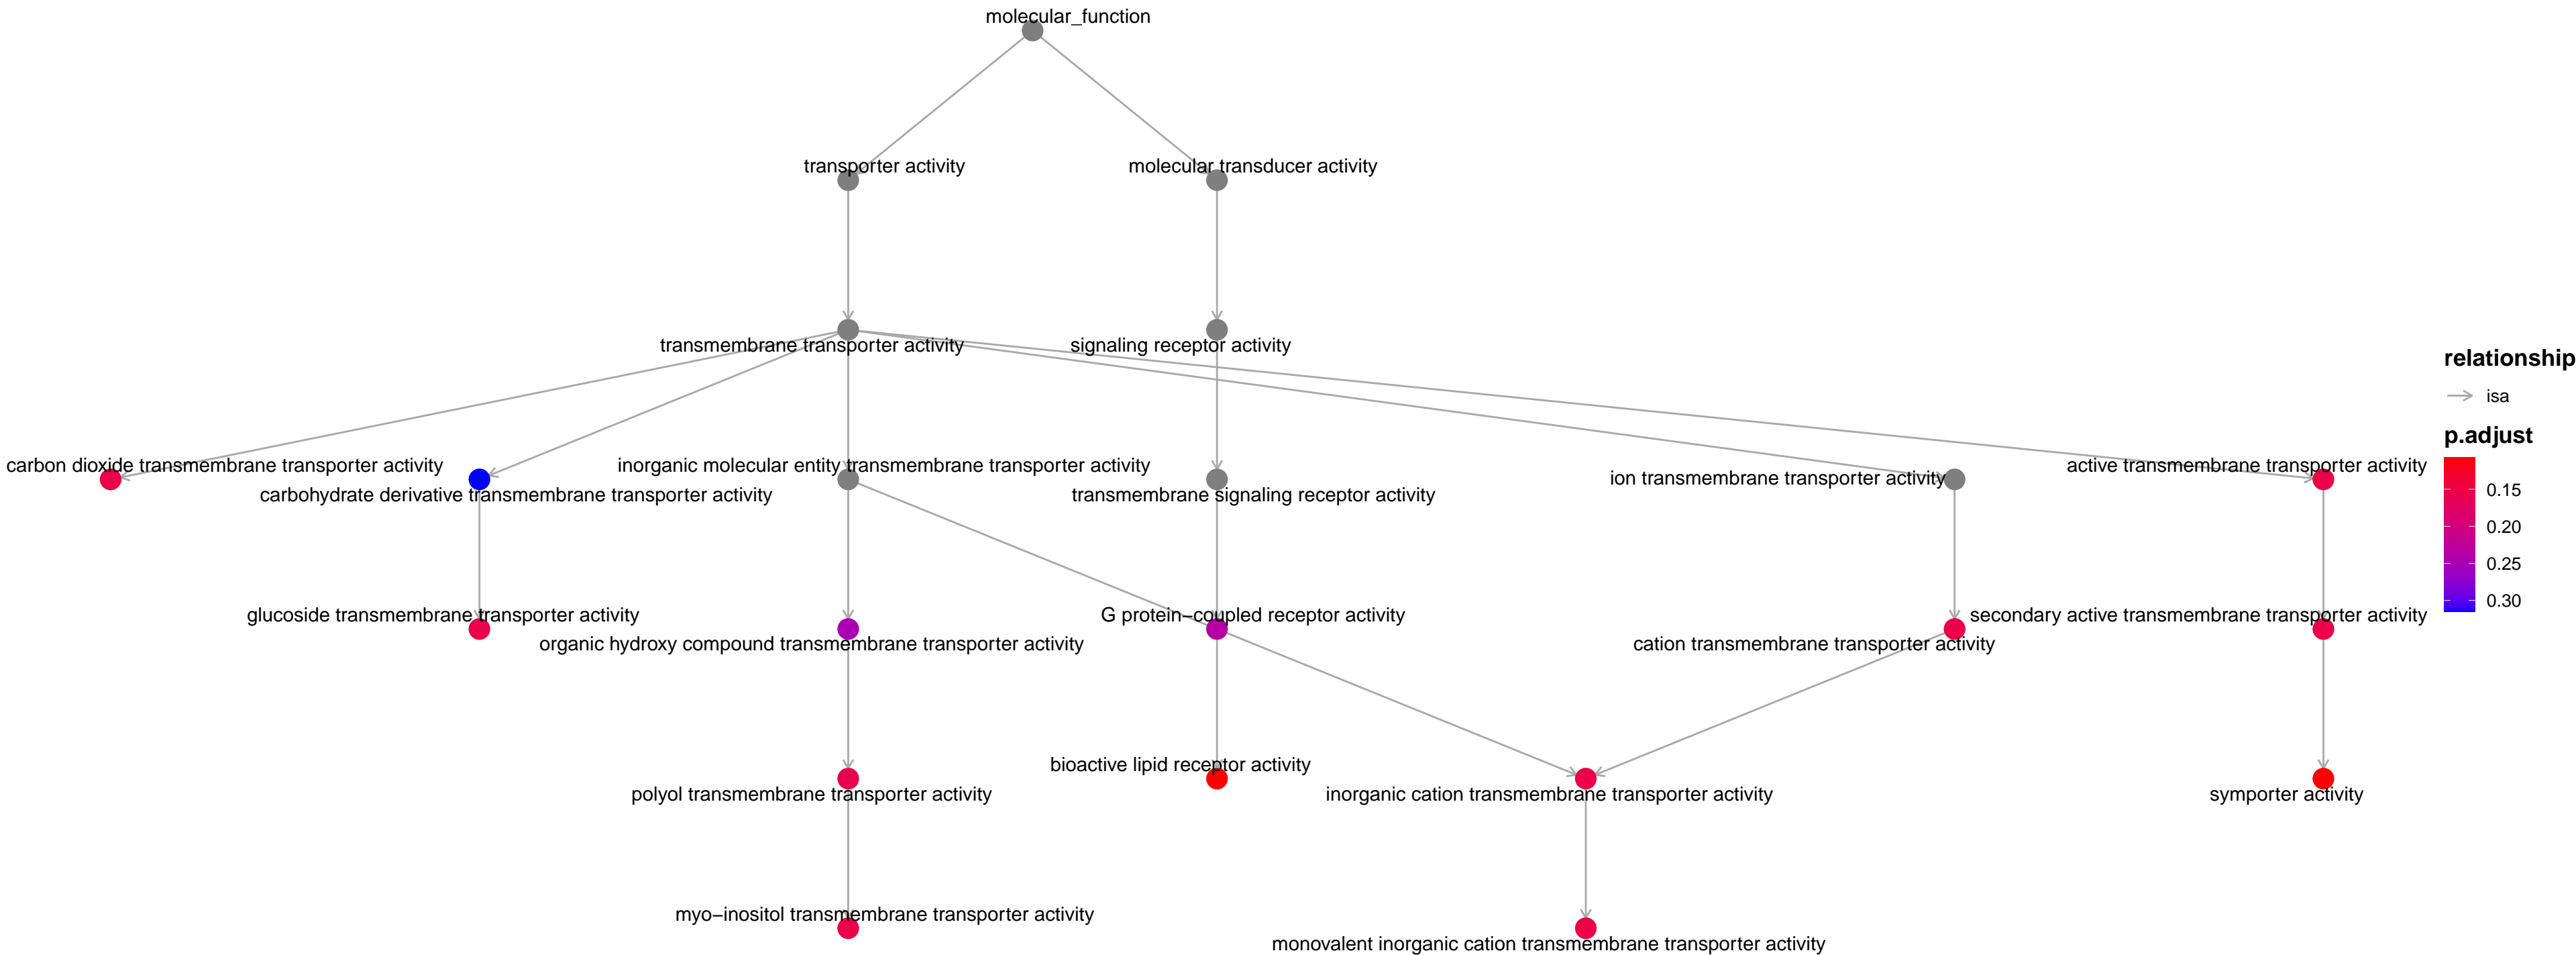 molecular_function
transporter activity
molecular transducer activity
transmembrane transporter activity
signaling receptor activity
relationship
isa
p.adjust
0.15
0.20
0.25
0.30
carbon dioxide transmembrane transporter activity
inorganic molecular entity transmembrane transporter activity
active transmembrane transporter activity
ion transmembrane transporter activity
carbohydrate derivative transmembrane transporter activity
transmembrane signaling receptor activity
glucoside transmembrane transporter activity
G protein−coupled receptor activity
secondary active transmembrane transporter activity
organic hydroxy compound transmembrane transporter activity
cation transmembrane transporter activity
bioactive lipid receptor activity
polyol transmembrane transporter activity
inorganic cation transmembrane transporter activity
symporter activity
myo−inositol transmembrane transporter activity
monovalent inorganic cation transmembrane transporter activity